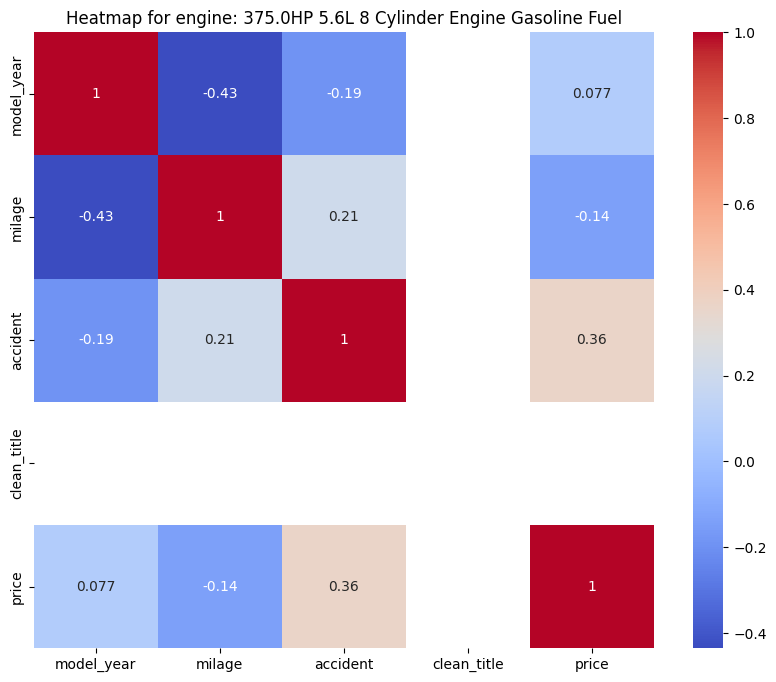 Heatmap for engine: 375.0HP 5.6L 8 Cylinder Engine Gasoline Fuel
model_year
1
-0.43
-0.19
0.077
milage
-0.43
1
0.21
-0.14
accident
-0.19
0.21
1
0.36
clean_title
price
0.077
-0.14
0.36
1
model_year
milage
accident
clean_title
price
1.0
0.8
0.6
0.4
0.2
0.0
−0.2
−0.4